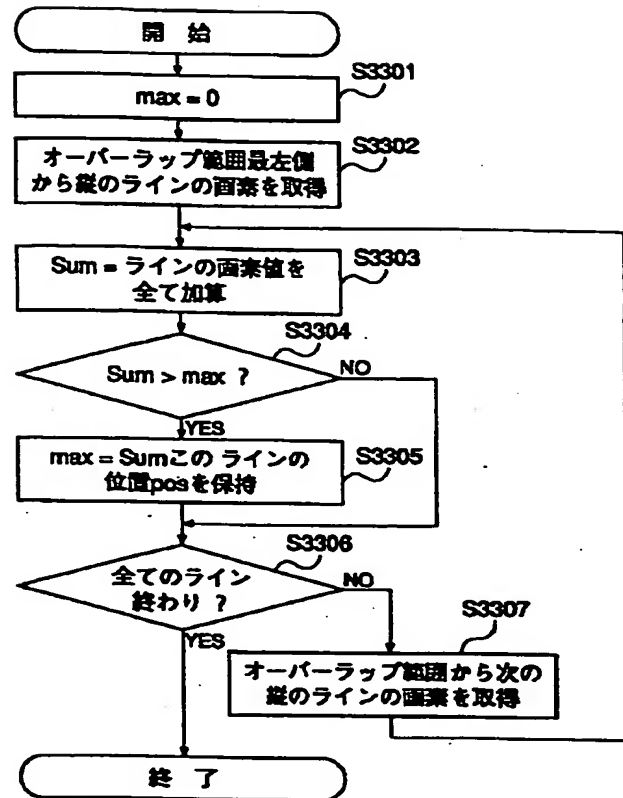 開 始
S3301
max = 0
S3302
オーバーラップ範囲最左側
から縦のラインの画素を取得
S3303
Sum = ラインの画素値を
全て加算
S3304
Sum > max ?
NO
YES
S3305
max = Sumこの ラインの
位置posを保持
S3306
全てのライン
終わり ?
NO
YES
S3307
オーバーラップ範囲から次の
縦のラインの画素を取得
終 了